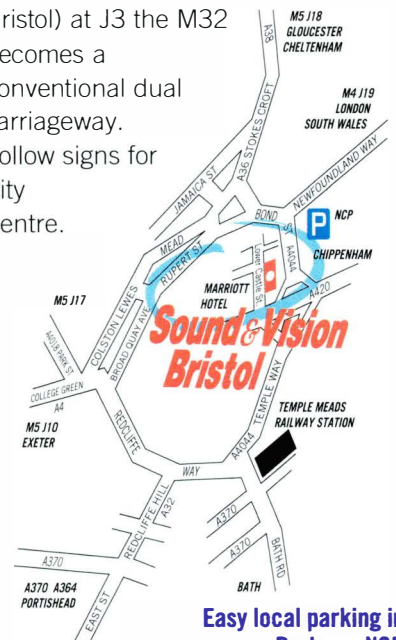 ristol) at J3 the M32
ecomes a
onventional dual
arriageway.
ollow signs for
ity
entre.
M5 J18
GLOUCESTER
CHELTENHAM
A38
M4 J19
LONDON
SOUTH WALES
A36 STOKES CROFT
JAMAICA ST
NEWFOUNDLAND WAY
BOND ST
P NCP
MEAD
RUPERT ST
Lower Castle St.
A4044
CHIPPENHAM
MARRIOTT
HOTEL
A420
M5 J17
COLSTON LEWES
BROAD QUAY AVE
Sound & Vision
Bristol
A4018 PARK ST
COLLEGE GREEN
A4
M5 J10
EXETER
REDCLIFFE
WAY
A4044 TEMPLE WAY
TEMPLE MEADS
RAILWAY STATION
REDCLIFFE HILL
A32
A370
A370
BATH RD
BATH
A370
A370 A364
PORTISHEAD
EAST ST
Easy local parking in